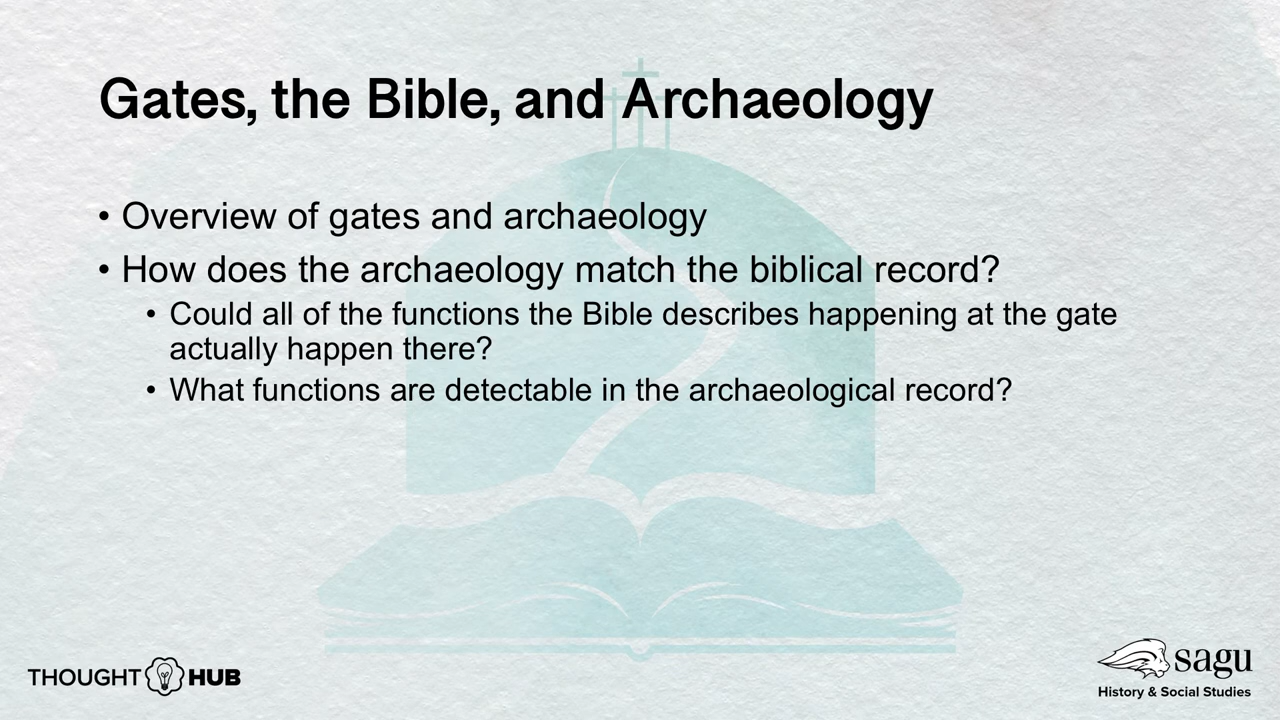 Gates, the Bible, and Archaeology
• Overview of gates and archaeology
• How does the archaeology match the biblical record?
• Could all of the functions the Bible describes happening at the gate
actually happen there?
• What functions are detectable in the archaeological record?
THOUGHT HUB
sagu
History & Social Studies